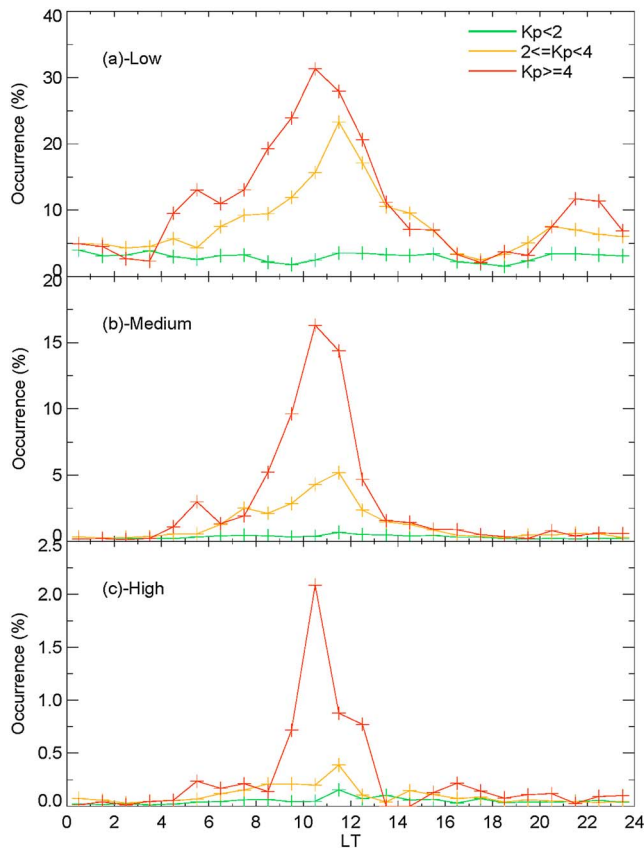 (a)-Low
Kp<2
2<=Kp<4
Kp>=4
40
30
20
10
0
Occurrence (%)
(b)-Medium
20
15
10
5
0
Occurrence (%)
(c)-High
2.5
2.0
1.5
1.0
0.5
0.0
Occurrence (%)
0 2 4 6 8 10 12 14 16 18 20 22 24
LT